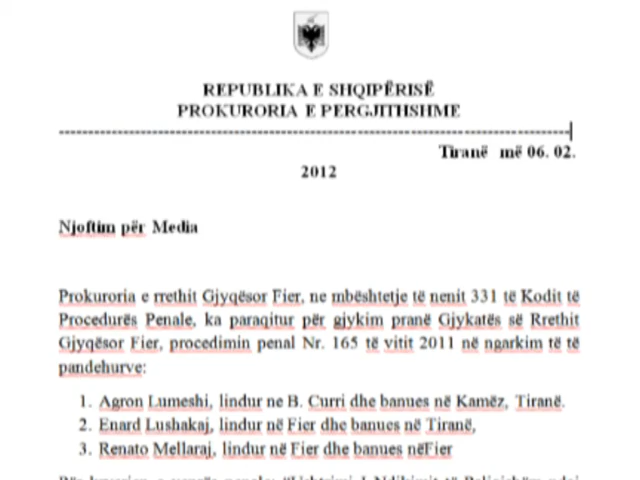 REPUBLIKA E SHQIPËRISË
PROKURORIA E PERGJITHSHME
Tiranë më 06. 02.
2012
Njoftim për Media
Prokuroria e rrethit Gjyqësor Fier, ne mbështetje të nenit 331 të Kodit të
Procedurës Penale, ka paraqitur për gjykim pranë Gjykatës së Rrethit
Gjyqësor Fier, procedimin penal Nr. 165 të vitit 2011 në ngarkim të të
pandehurve:
1. Agron Lumeshi, lindur ne B. Curri dhe banues në Kamëz, Tiranë.
2. Enard Lushakaj, lindur në Fier dhe banues në Tiranë,
3. Renato Mellaraj, lindur në Fier dhe banues nëFier